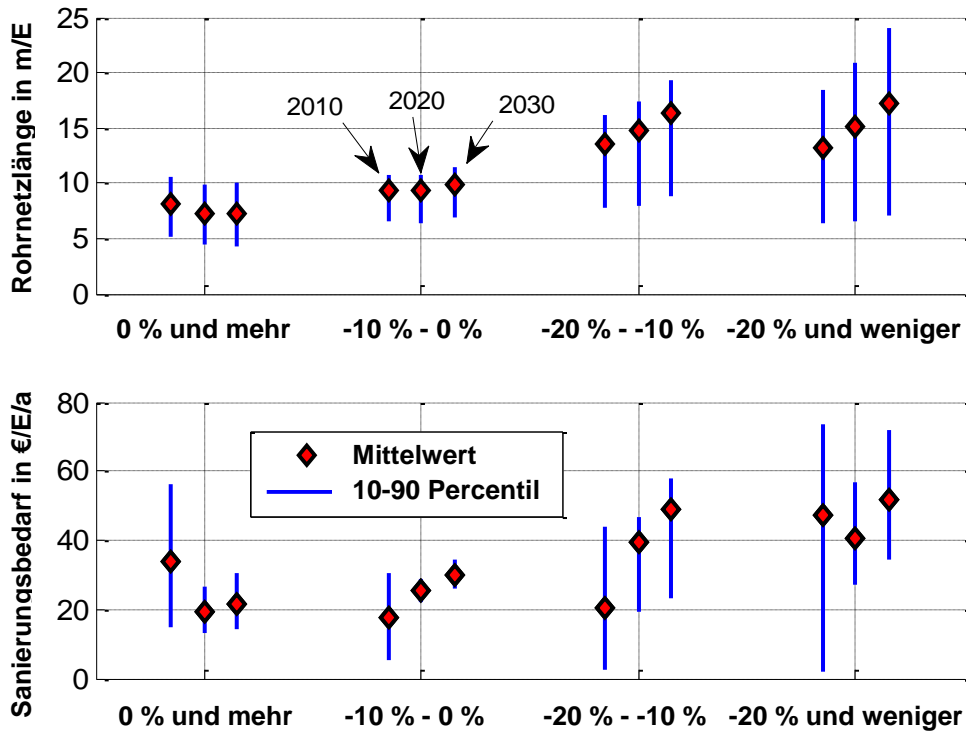 Rohrnetzlänge in m/E
25
20
15
10
5
0
2010
2020
2030
0 % und mehr
-10 % - 0 %
-20 % - -10 %
-20 % und weniger
Sanierungsbedarf in €/E/a
80
60
40
20
0
Mittelwert
10-90 Percentil
0 % und mehr
-10 % - 0 %
-20 % - -10 %
-20 % und weniger